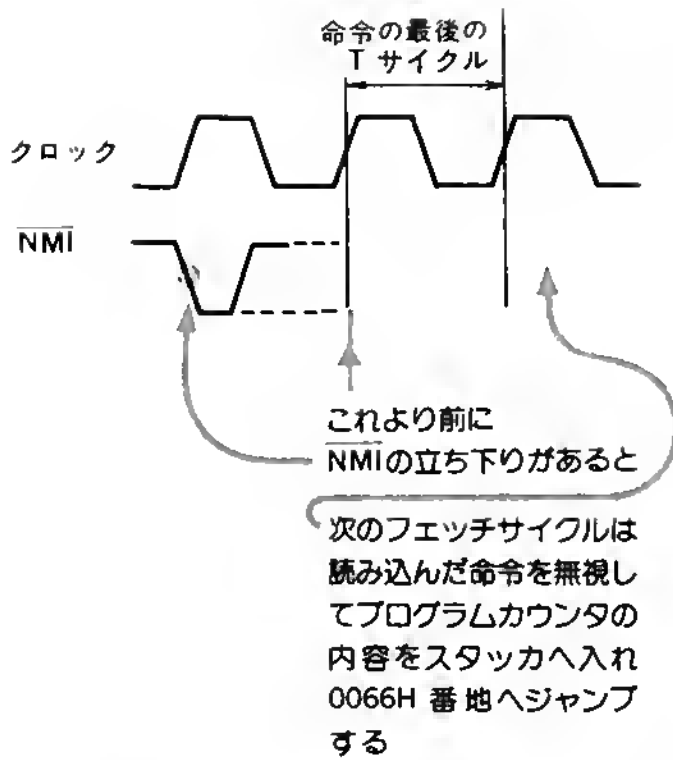 命令の最後の
T サイクル
クロック
N̅M̅I̅
これより前に
N̅M̅I̅の立ち下りがあると
次のフェッチサイクルは
読み込んだ命令を無視し
てプログラムカウンタの
内容をスタッカへ入れ
0066H 番地へジャンプ
する